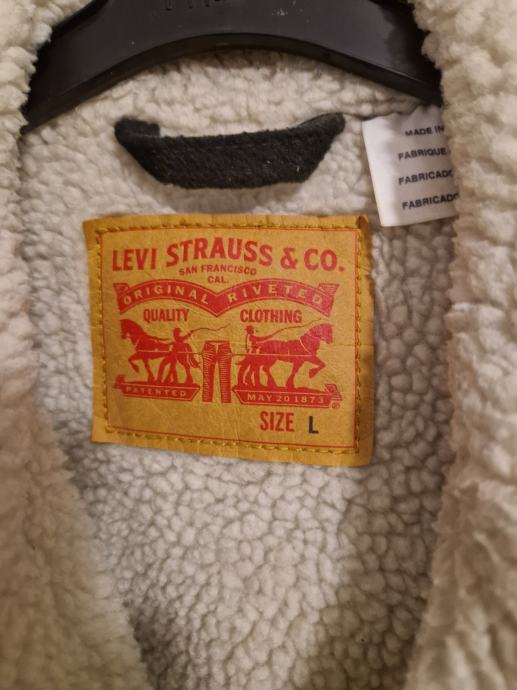 MADE IN
FABRIQUE
FABRICADO
FABRICADO
LEVI STRAUSS & CO.
SAN FRANCISCO
CAL.
ORIGINAL RIVETED
QUALITY CLOTHING
PATENTED MAY 20 1873
SIZE L